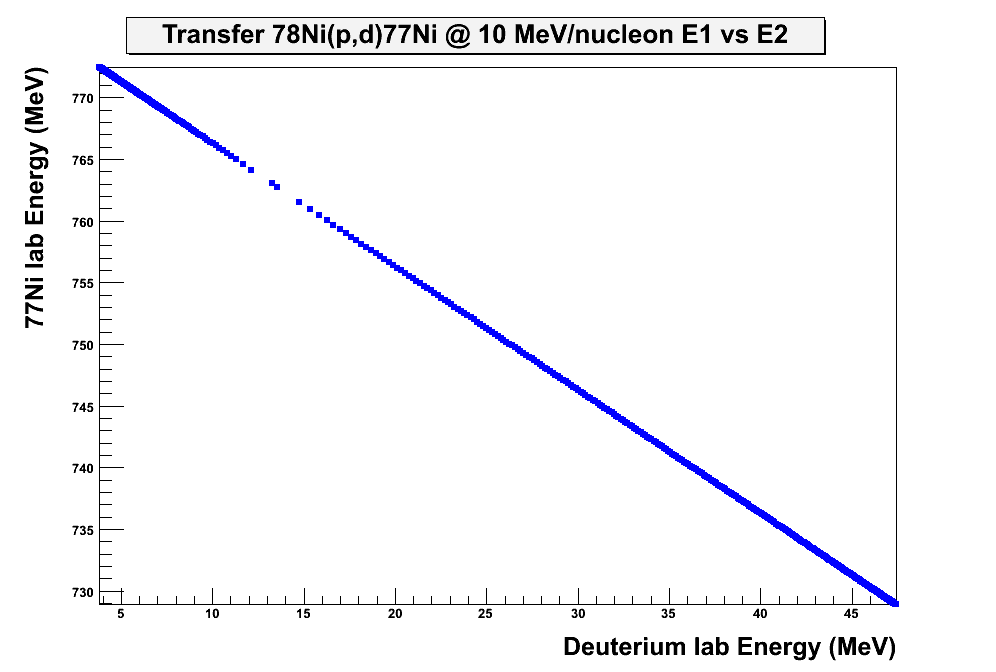 Transfer 78Ni(p,d)77Ni @ 10 MeV/nucleon E1 vs E2
77Ni lab Energy (MeV)
770
765
760
755
750
745
740
735
730
5 10 15 20 25 30 35 40 45
Deuterium lab Energy (MeV)